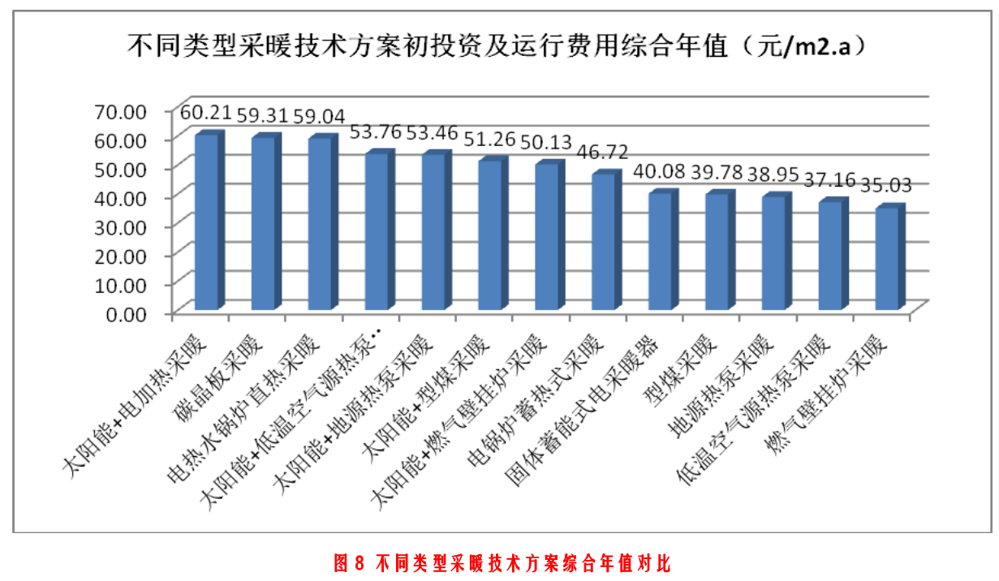 不同类型采暖技术方案初投资及运行费用综合年值（元/m2.a）
70.00
60.00
50.00
40.00
30.00
20.00
10.00
0.00
60.21
59.31
59.04
53.76
53.46
51.26
50.13
46.72
40.08
39.78
38.95
37.16
35.03
太阳能+电加热采暖
碳晶板采暖
电热水锅炉直热采暖
太阳能+低温空气源热泵..
太阳能+地源热泵采暖
太阳能+型煤采暖
太阳能+燃气壁挂炉采暖
电锅炉蓄热式采暖
固体蓄能式电采暖器
型煤采暖
地源热泵采暖
低温空气源热泵采暖
燃气壁挂炉采暖
图 8 不同类型采暖技术方案综合年值对比